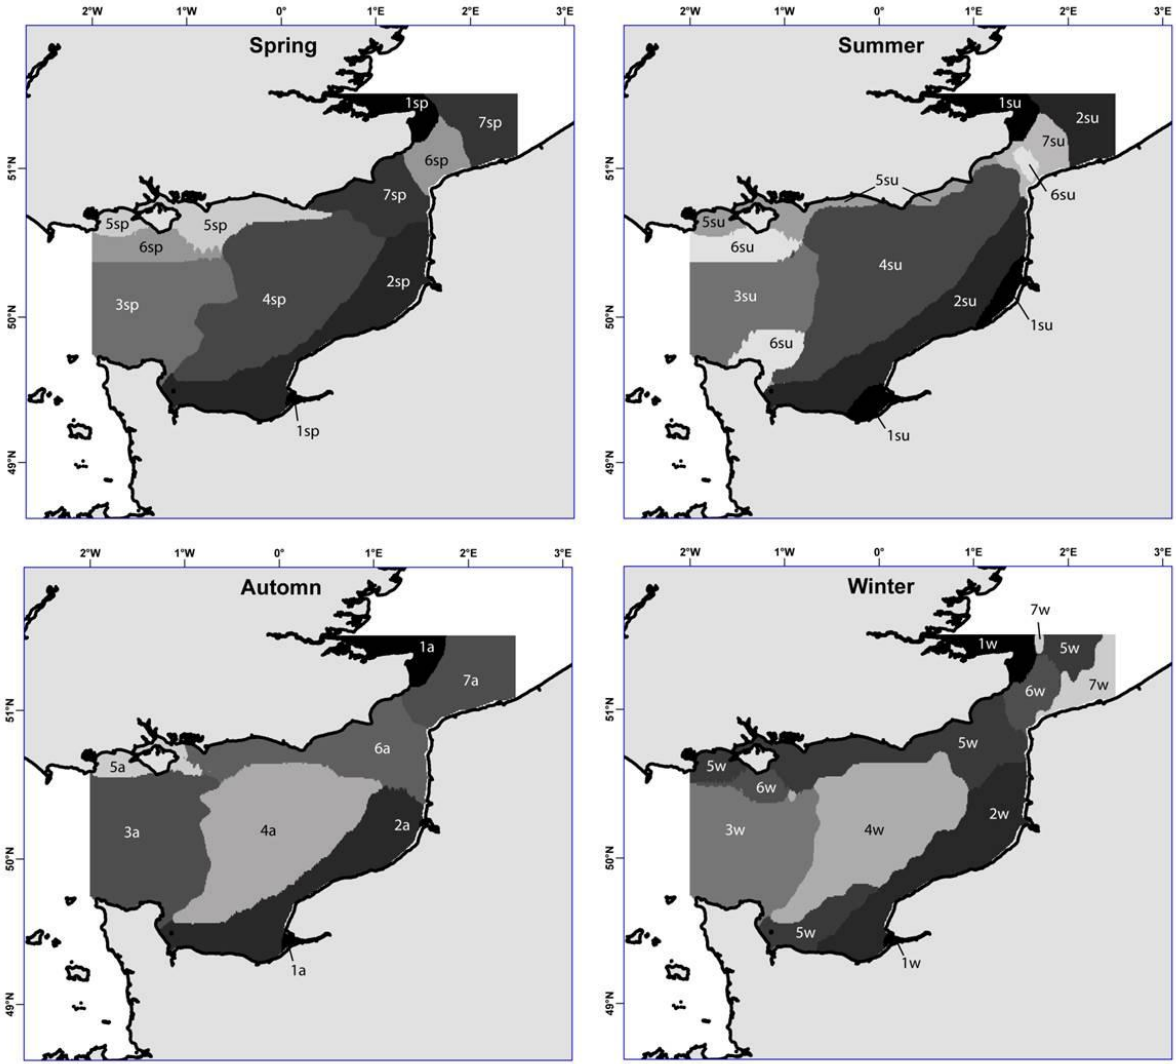 2°W 1°W 0° 1°E 2°E 3°E
Spring
1sp
7sp
6sp
51°N
7sp
5sp
5sp
6sp
2sp
3sp
4sp
50°N
1sp
49°N
2°W 1°W 0° 1°E 2°E 3°E
Summer
1su
2su
7su
51°N
5su
6su
5su
6su
4su
3su
2su
50°N
1su
6su
1su
49°N
2°W 1°W 0° 1°E 2°E 3°E
Automn
1a
7a
51°N
6a
5a
2a
3a
4a
50°N
1a
49°N
2°W 1°W 0° 1°E 2°E 3°E
Winter
7w
1w
5w
7w
6w
51°N
5w
5w
6w
2w
3w
4w
50°N
5w
1w
49°N